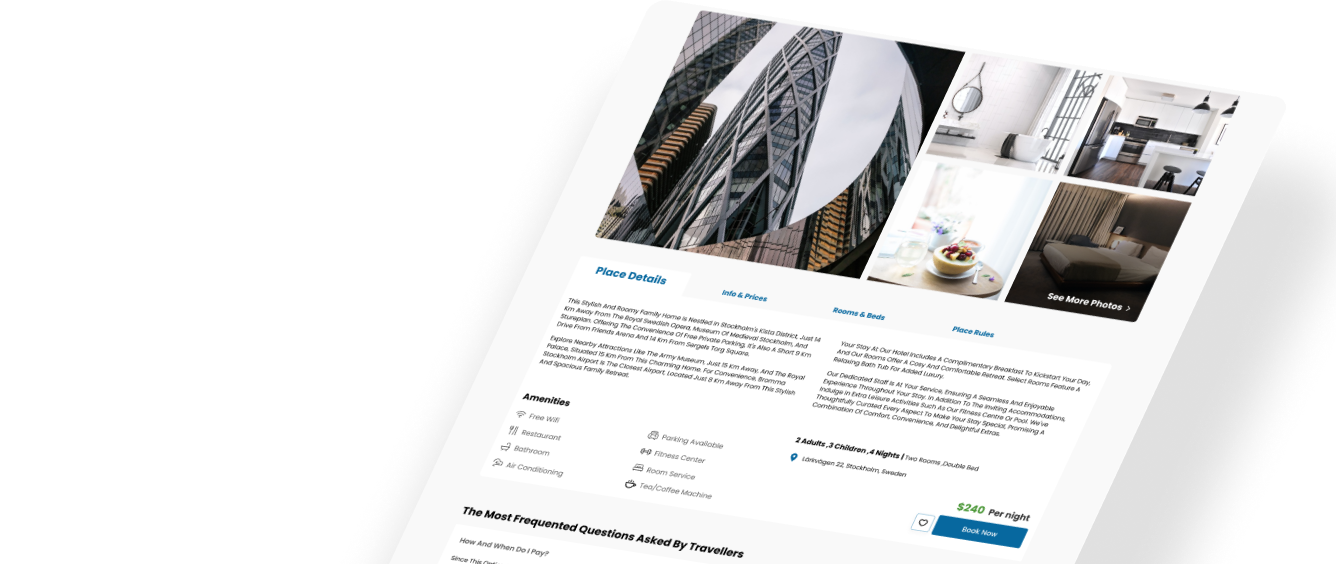 See More Photos
Place Details
Info & Prices
Rooms & Beds
Place Rules
This Stylish And Roomy Family Home Is Nestled In Stockholm's Kista District, Just 14
Km Away From The Royal Swedish Opera, Museum Of Medieval Stockholm, And
Stureplan. Offering The Convenience Of Free Private Parking, It's Also A Short 9 Km
Drive From Friends Arena And 14 Km From Sergels Torg Square.
Explore Nearby Attractions Like The Army Museum, Just 15 Km Away, And The Royal
Palace, Situated 15 Km From This Charming Home. For Convenience, Bromma
Stockholm Airport Is The Closest Airport, Located Just 8 Km Away From This Stylish
And Spacious Family Retreat.
Your Stay At Our Hotel Includes A Complimentary Breakfast To Kickstart Your Day,
And Our Rooms Offer A Cozy And Comfortable Retreat. Select Rooms Feature A
Relaxing Bath Tub For Added Luxury.
Our Dedicated Staff Is At Your Service, Ensuring A Seamless And Enjoyable
Experience Throughout Your Stay. In Addition To The Inviting Accommodations,
Indulge In Extra Leisure Activities Such As Our Fitness Centre Or Pool. We've
Thoughtfully Curated Every Aspect To Make Your Stay Special, Promising A
Combination Of Comfort, Convenience, And Delightful Extras.
Amenities
Free Wifi
Restaurant
Bathroom
Air Conditioning
Parking Available
Fitness Center
Room Service
Tea/Coffee Machine
2 Adults ,3 Children ,4 Nights | Two Rooms ,Double Bed
Lärkvägen 22, Stockholm, Sweden
$240 Per night
Book Now
The Most Frequented Questions Asked By Travellers
How And When Do I Pay?
Since This